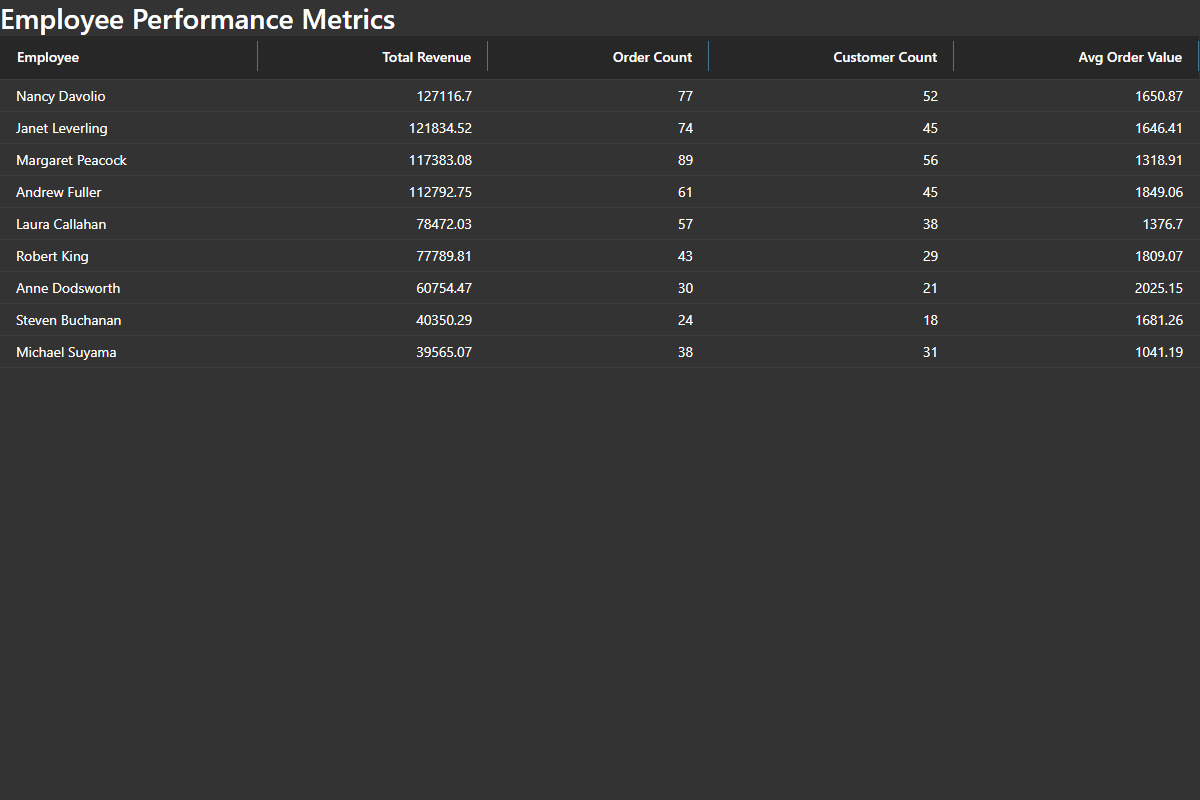 Employee Performance Metrics
Employee Total Revenue Order Count Customer Count Avg Order Value
Nancy Davolio 127116.7 77 52 1650.87
Janet Leverling 121834.52 74 45 1646.41
Margaret Peacock 117383.08 89 56 1318.91
Andrew Fuller 112792.75 61 45 1849.06
Laura Callahan 78472.03 57 38 1376.7
Robert King 77789.81 43 29 1809.07
Anne Dodsworth 60754.47 30 21 2025.15
Steven Buchanan 40350.29 24 18 1681.26
Michael Suyama 39565.07 38 31 1041.19